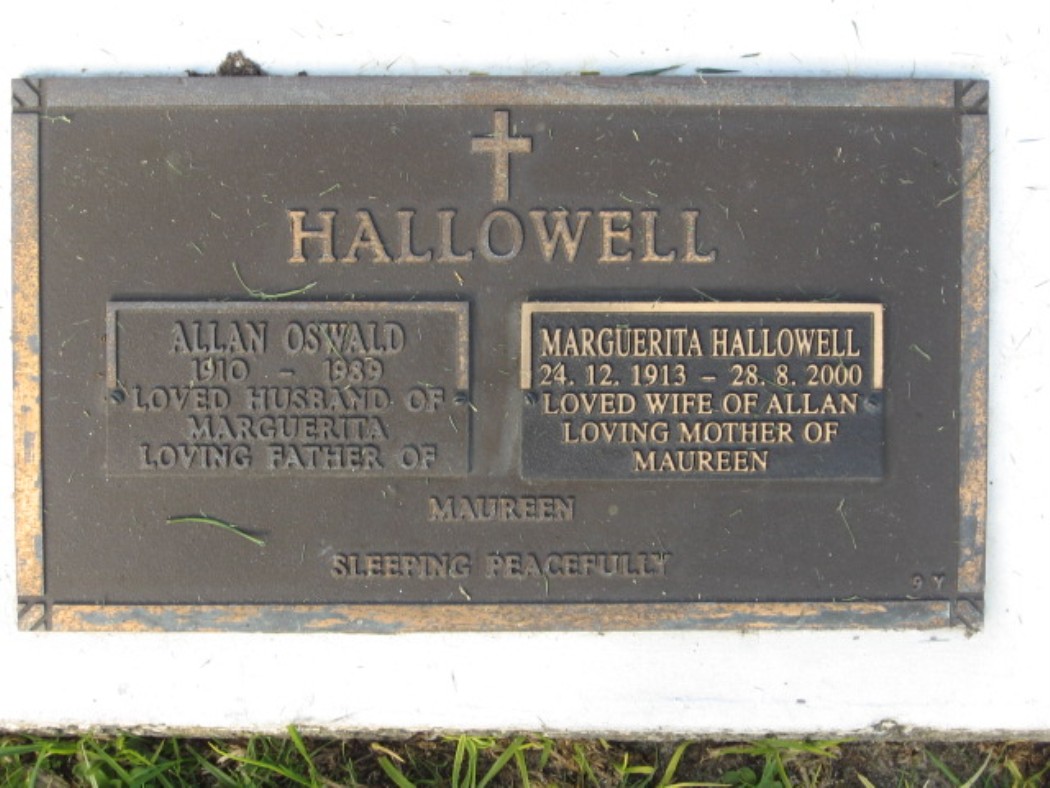 HALLOWELL
ALLAN OSWALD
1910 - 1989
LOVED HUSBAND OF
MARGUERITA
LOVING FATHER OF
MARGUERITA HALLOWELL
24. 12. 1913 - 28. 8. 2000
LOVED WIFE OF ALLAN
LOVING MOTHER OF
MAUREEN
MAUREEN
SLEEPING PEACEFULLY
9 Y